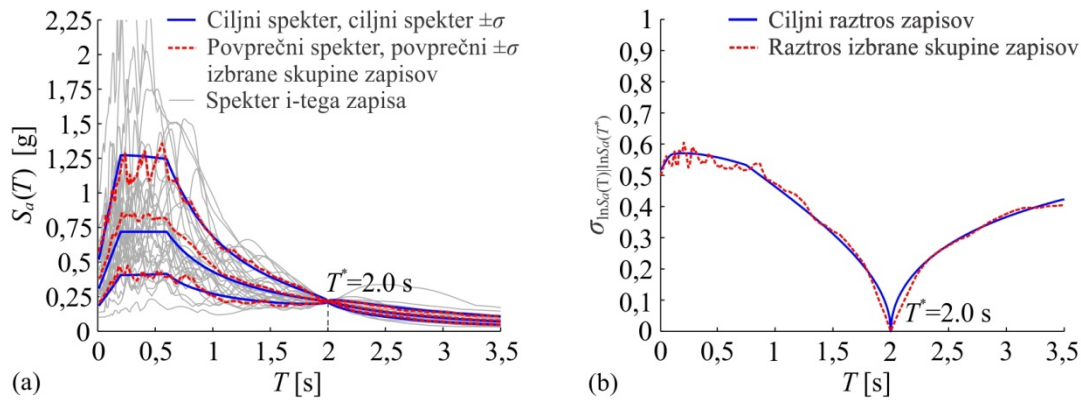 Ciljni spekter, ciljni spekter ±σ
Povprečni spekter, povprečni ±σ
izbrane skupine zapisov
Spekter i-tega zapisa
2,25
2
1,75
1,5
1,25
1
0,75
0,5
0.25
0
Sa(T) [g]
T*=2.0 s
0 0,5 1 1,5 2 2,5 3 3,5
T [s]
(a)
Ciljni raztros zapisov
Raztros izbrane skupine zapisov
1
0,9
0,8
0,7
0,6
0,5
0,4
0,3
0,2
0,1
0
σlnSa(T)|lnSa(T*)
T*=2.0 s
0 0,5 1 1,5 2 2,5 3 3,5
T [s]
(b)